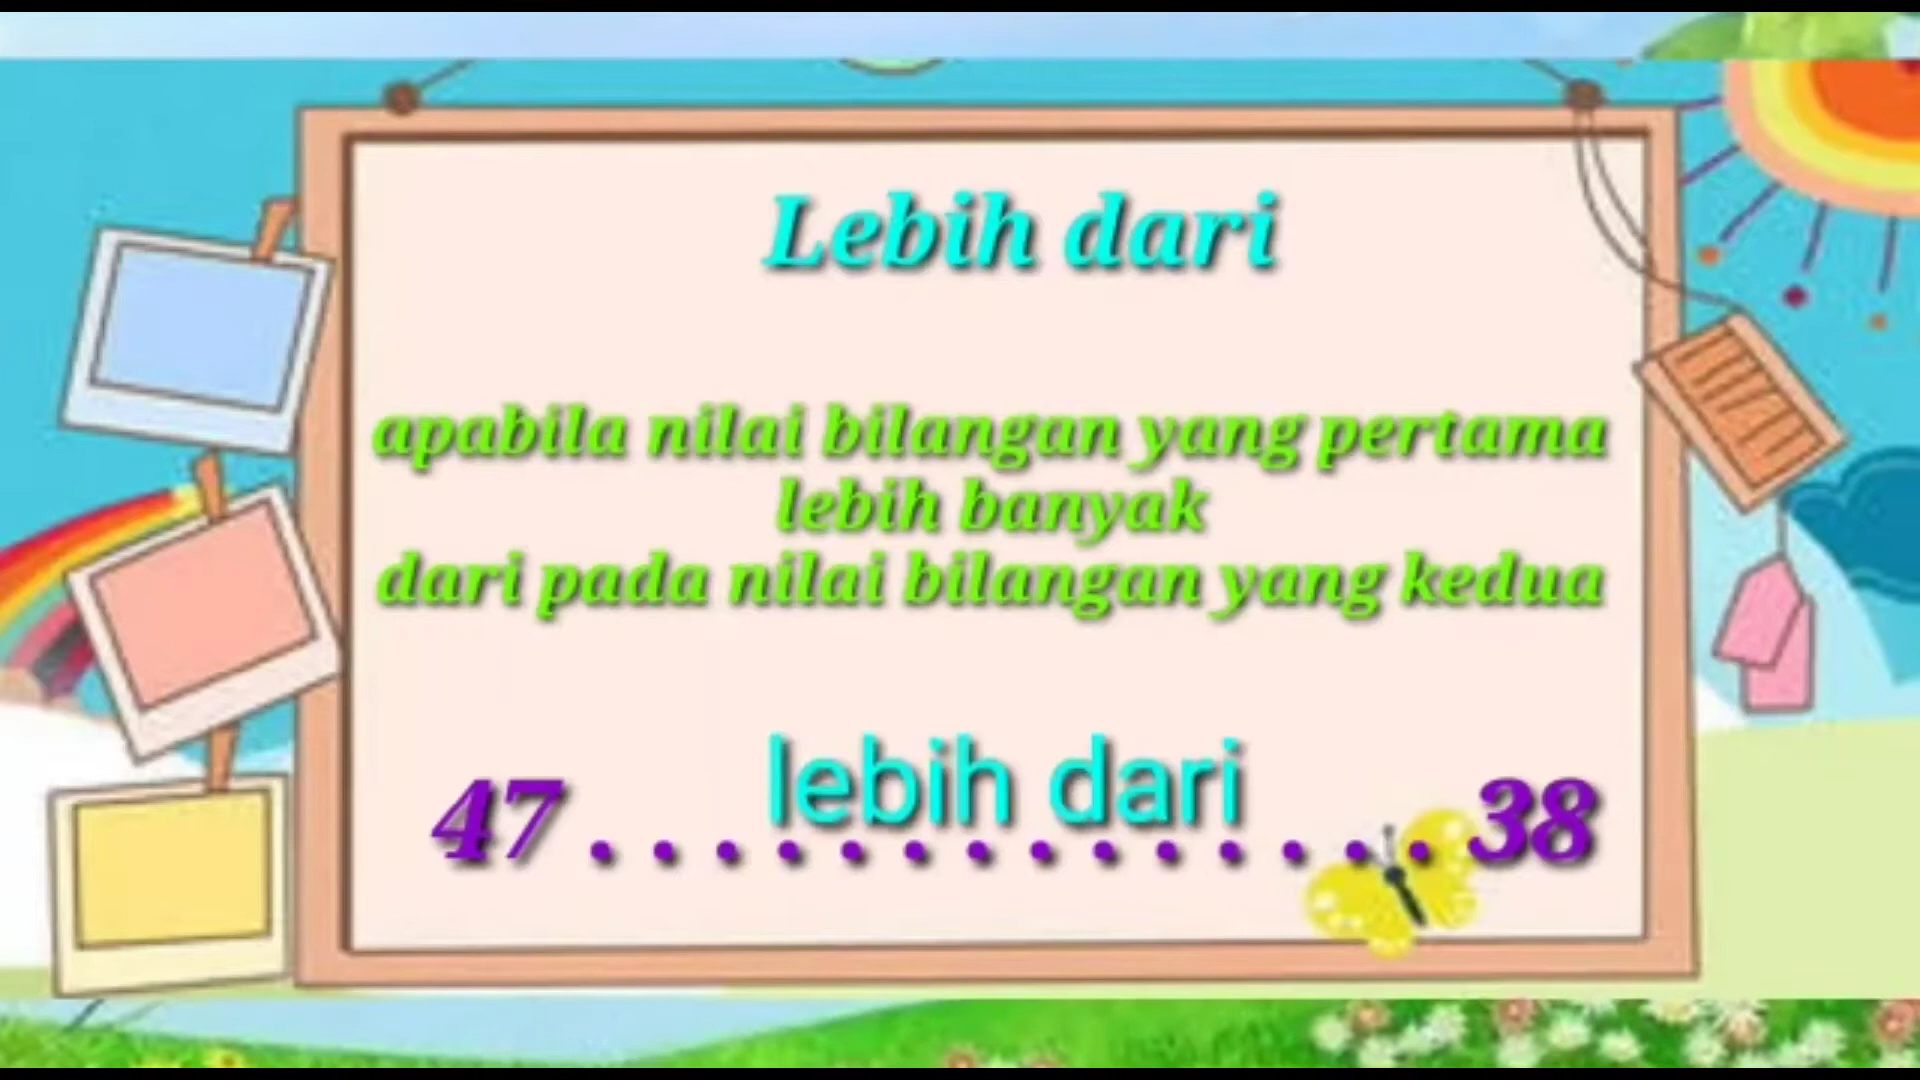 Lebih dari
apabila nilai bilangan yang pertama
lebih banyak
dari pada nilai bilangan yang kedua
lebih dari
47 . . . . . . . . . . . . . . 38